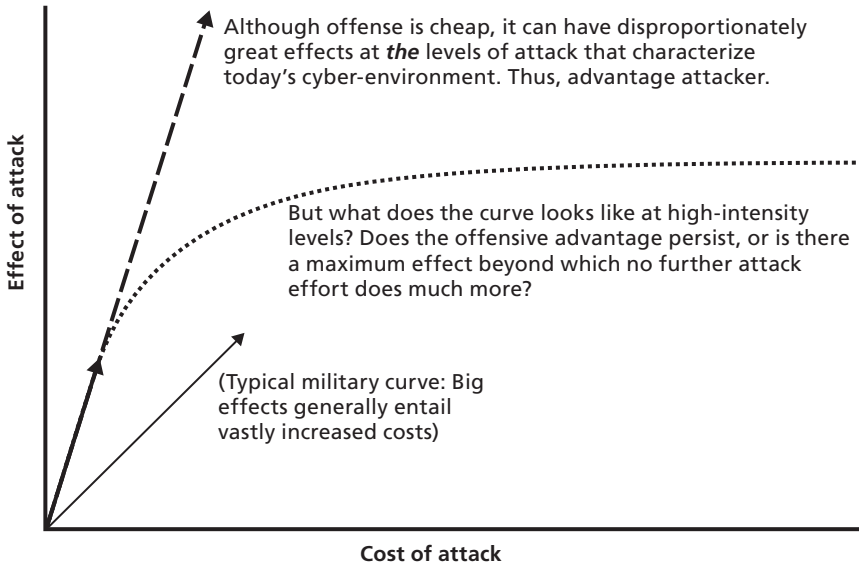 Although offense is cheap, it can have disproportionately
great effects at the levels of attack that characterize
today's cyber-environment. Thus, advantage attacker.
Effect of attack
But what does the curve looks like at high-intensity
levels? Does the offensive advantage persist, or is there
a maximum effect beyond which no further attack
effort does much more?
(Typical military curve: Big
effects generally entail
vastly increased costs)
Cost of attack